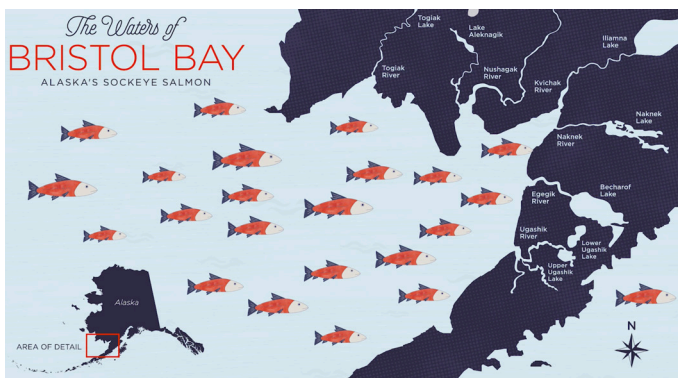 The Waters of
BRISTOL BAY
ALASKA'S SOCKEYE SALMON
Togiak
Lake
Lake
Aleknagik
Iliamna
Lake
Togiak
River
Nushagak
River
Kvichak
River
Naknek
Lake
Naknek
River
Egegik
River
Becharof
Lake
Ugashik
River
Lower
Ugashik
Lake
Upper
Ugashik
Lake
Alaska
AREA OF DETAIL
N